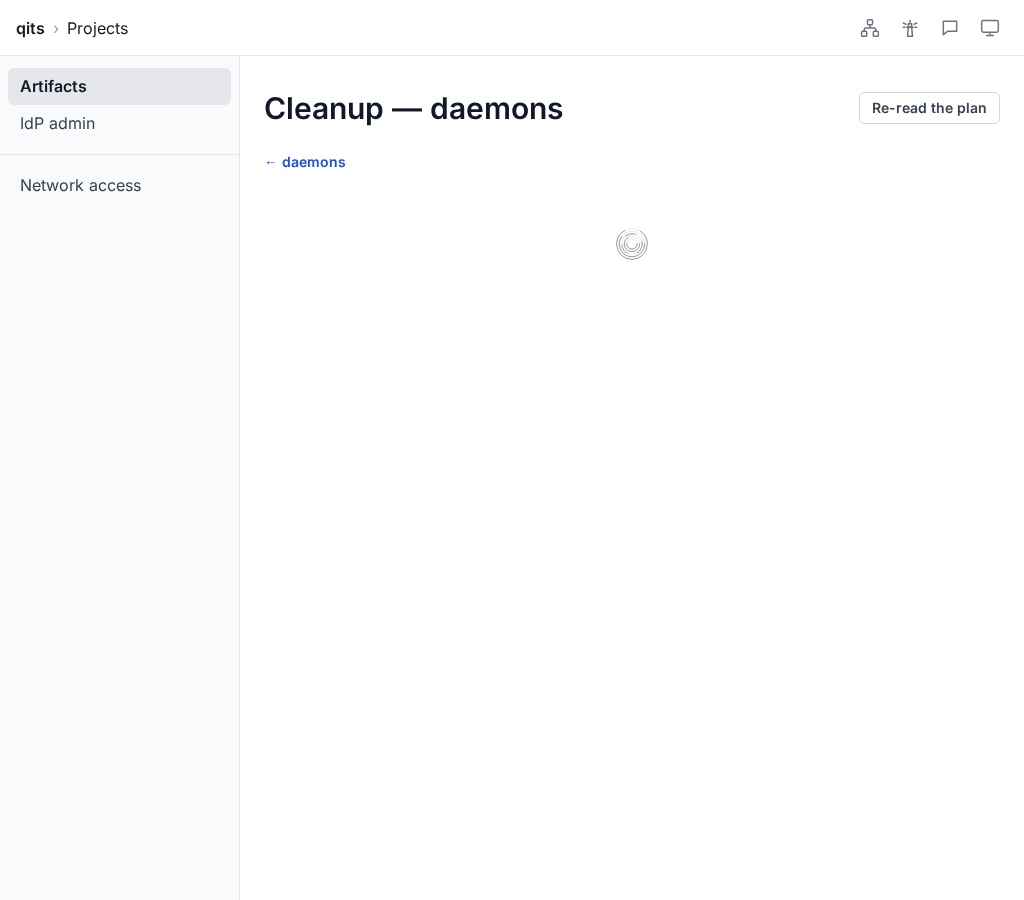 qits › Projects
Artifacts
IdP admin
Network access
Cleanup — daemons
Re-read the plan
← daemons